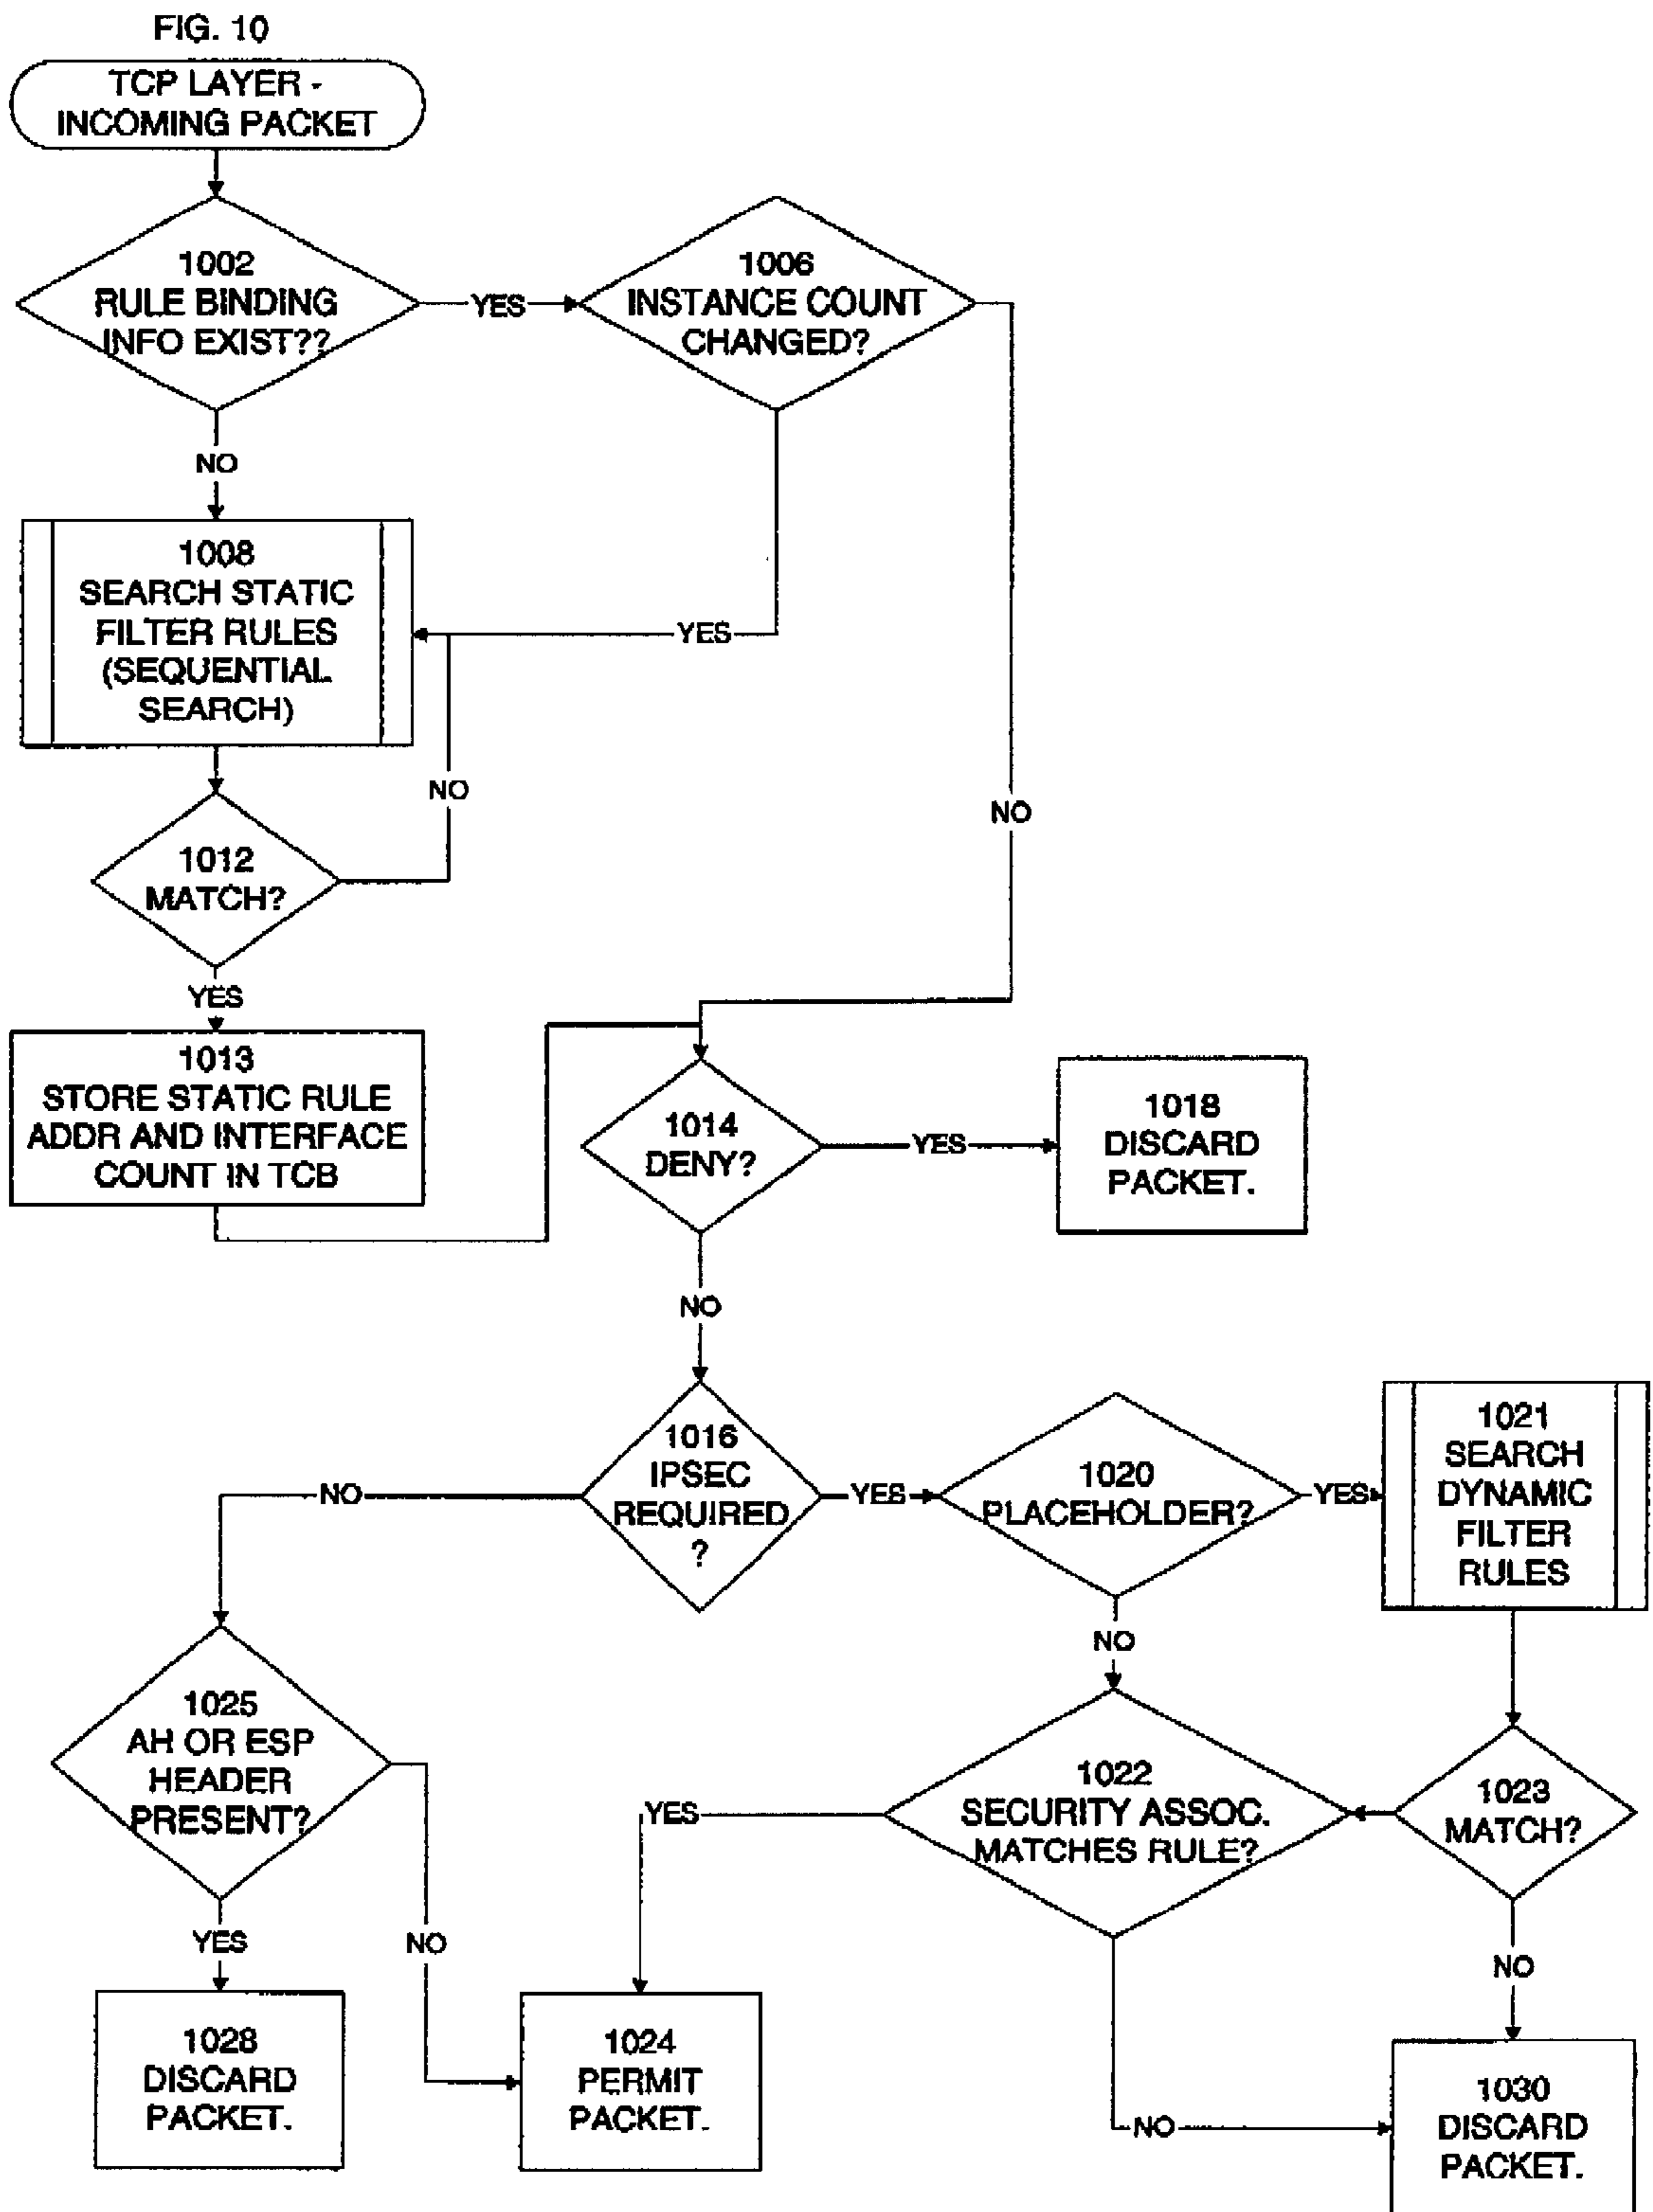 FIG. 10
TCP LAYER -
INCOMING PACKET
1002
RULE BINDING
INFO EXIST??
YES
1006
INSTANCE COUNT
CHANGED?
NO
1008
SEARCH STATIC
FILTER RULES
(SEQUENTIAL
SEARCH)
YES
NO
NO
1012
MATCH?
YES
1013
STORE STATIC RULE
ADDR AND INTERFACE
COUNT IN TCB
1014
DENY?
YES
1018
DISCARD
PACKET.
NO
1016
IPSEC
REQUIRED
?
NO
YES
1020
PLACEHOLDER?
YES
1021
SEARCH
DYNAMIC
FILTER
RULES
NO
1025
AH OR ESP
HEADER
PRESENT?
YES
1022
SECURITY ASSOC.
MATCHES RULE?
1023
MATCH?
YES
NO
NO
1028
DISCARD
PACKET.
1024
PERMIT
PACKET.
NO
1030
DISCARD
PACKET.